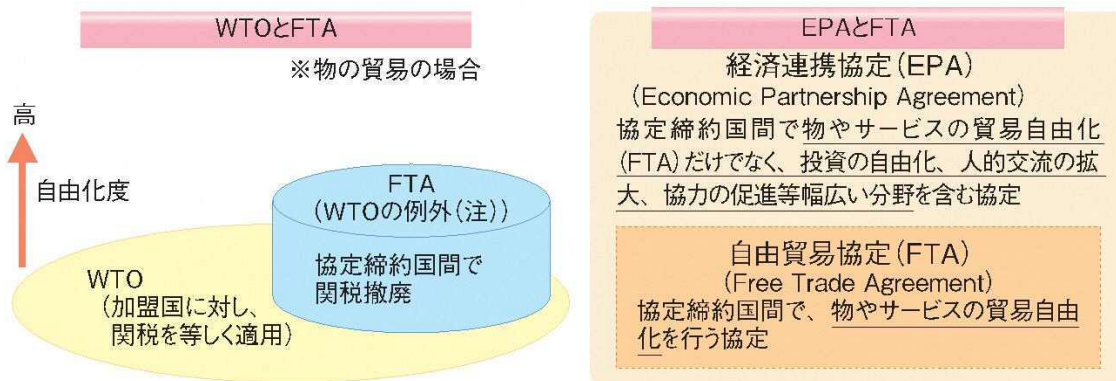 WTOとFTA
※物の貿易の場合
高
自由化度
FTA
(WTOの例外(注))
協定締約国間で
関税撤廃
WTO
(加盟国に対し、
関税を等しく適用)
EPAとFTA
経済連携協定(EPA)
(Economic Partnership Agreement)
協定締約国間で物やサービスの貿易自由化
(FTA)だけでなく、投資の自由化、人的交流の拡
大、協力の促進等幅広い分野を含む協定
自由貿易協定(FTA)
(Free Trade Agreement)
協定締約国間で、物やサービスの貿易自由
化を行う協定